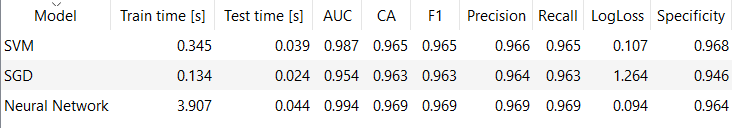 Model Train time [s] Test time [s] AUC CA F1 Precision Recall LogLoss Specificity
SVM 0.345 0.039 0.987 0.965 0.965 0.966 0.965 0.107 0.968
SGD 0.134 0.024 0.954 0.963 0.963 0.964 0.963 1.264 0.946
Neural Network 3.907 0.044 0.994 0.969 0.969 0.969 0.969 0.094 0.964